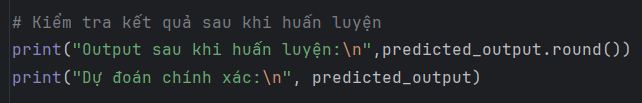 # Kiểm tra kết quả sau khi huấn luyện
print("Output sau khi huấn luyện:\n",predicted_output.round())
print("Dự đoán chính xác:\n", predicted_output)